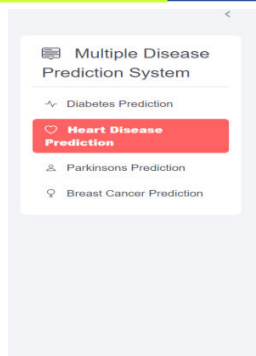 Multiple Disease
Prediction System
Diabetes Prediction
Heart Disease
Prediction
Parkinsons Prediction
Breast Cancer Prediction